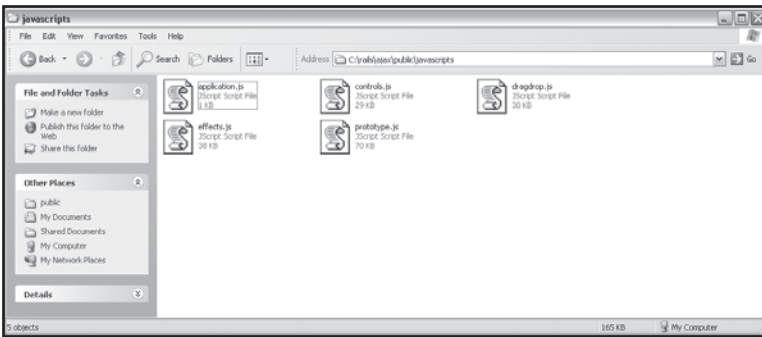 javascripts
File Edit View Favorites Tools Help
Back Search Folders Address C:\rails\ajax\public\javascripts Go
File and Folder Tasks
Make a new folder
Publish this folder to the
Web
Share this folder
Other Places
public
My Documents
Shared Documents
My Computer
My Network Places
Details
application.js
JScript Script File
1 KB
controls.js
JScript Script File
29 KB
dragdrop.js
JScript Script File
30 KB
effects.js
JScript Script File
38 KB
prototype.js
JScript Script File
70 KB
5 objects 165 KB My Computer